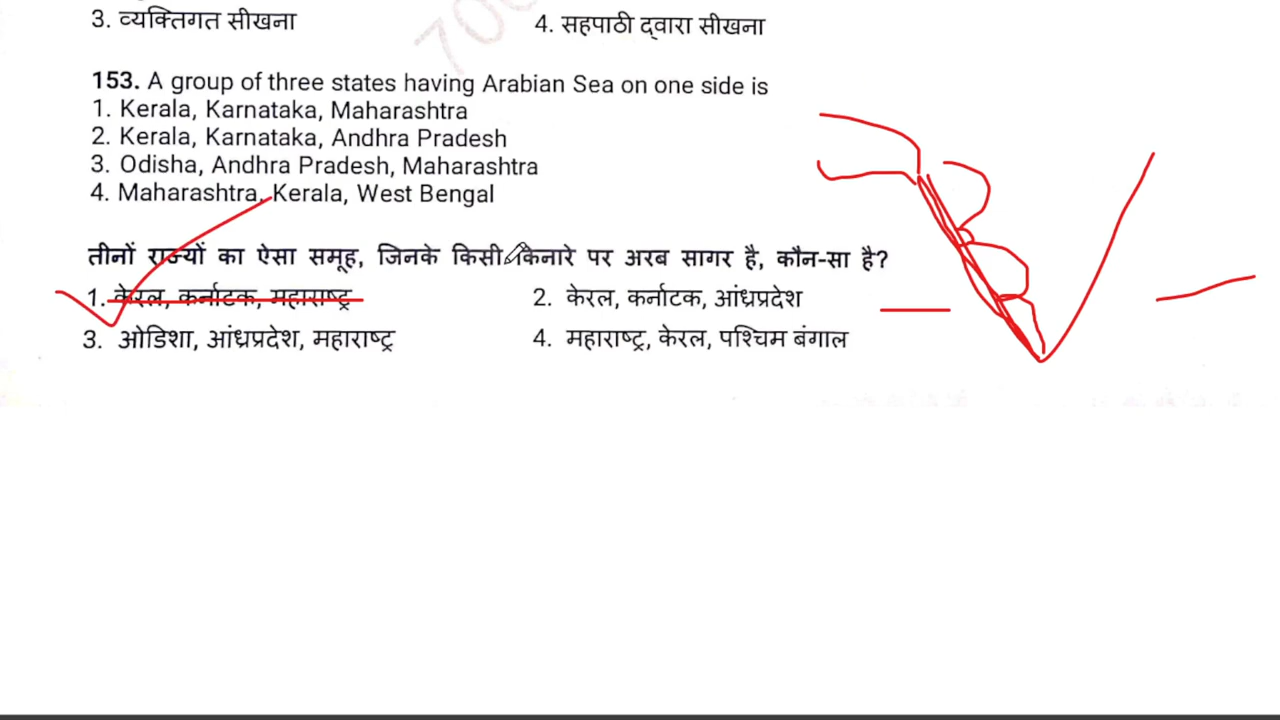 3. व्यक्तिगत सीखना 4. सहपाठी द्वारा सीखना
153. A group of three states having Arabian Sea on one side is
1. Kerala, Karnataka, Maharashtra
2. Kerala, Karnataka, Andhra Pradesh
3. Odisha, Andhra Pradesh, Maharashtra
4. Maharashtra, Kerala, West Bengal
तीनों राज्यों का ऐसा समूह, जिनके किसी किनारे पर अरब सागर है, कौन-सा है?
1. केरल, कर्नाटक, महाराष्ट्र 2. केरल, कर्नाटक, आंध्रप्रदेश
3. ओडिशा, आंध्रप्रदेश, महाराष्ट्र 4. महाराष्ट्र, केरल, पश्चिम बंगाल